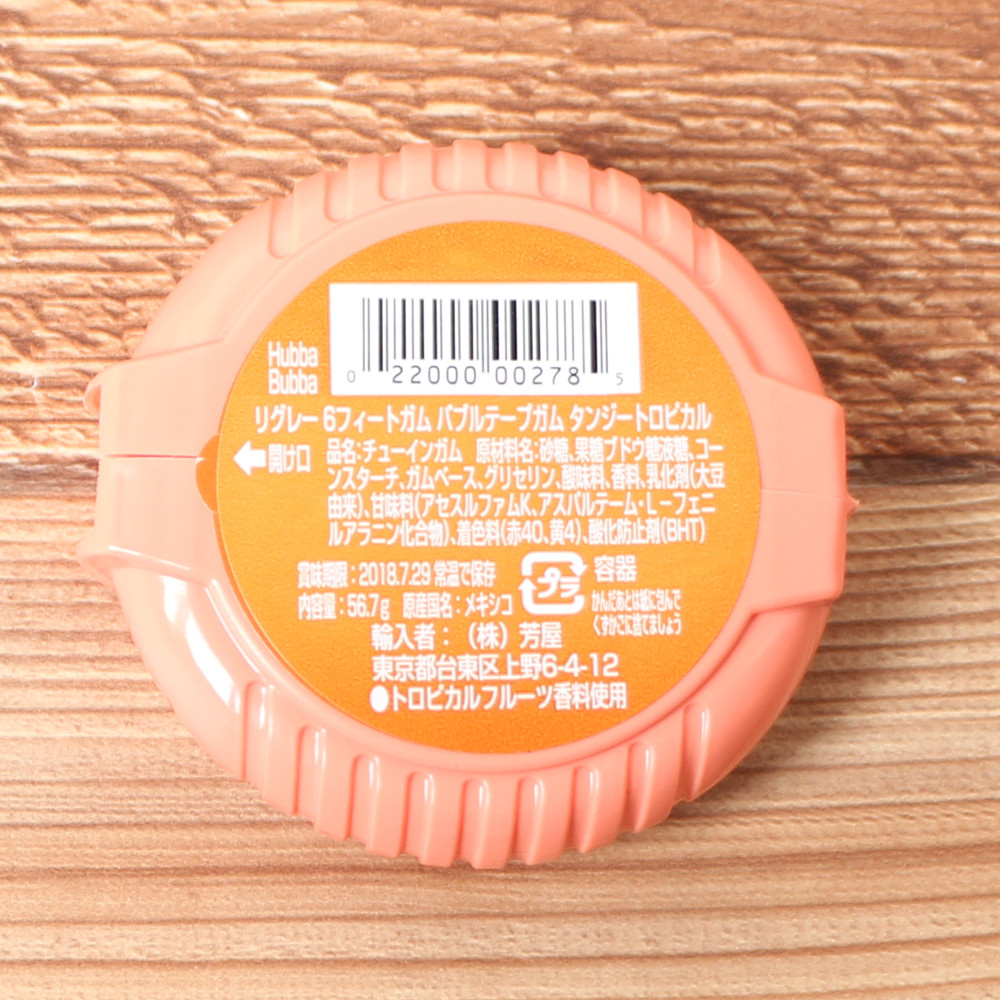 0 22000 00278 5
Hubba
Bubba
リグレー 6フィートガム バブルテープガム タンジートロピカル
開け口
品名:チューインガム 原材料名:砂糖、果糖ブドウ糖液糖、コー
ンスターチ、ガムベース、グリセリン、酸味料、香料、乳化剤(大豆
由来)、甘味料(アセスルファムK、アスパルテーム・L-フェニ
ルアラニン化合物)、着色料(赤40、黄4)、酸化防止剤(BHT)
賞味期限:2018.7.29 常温で保存
内容量:56.7g 原産国名:メキシコ
プラ
容器
かんだあとは紙に包んで
くずかごに捨てましょう
輸入者:(株)芳屋
東京都台東区上野6-4-12
●トロピカルフルーツ香料使用